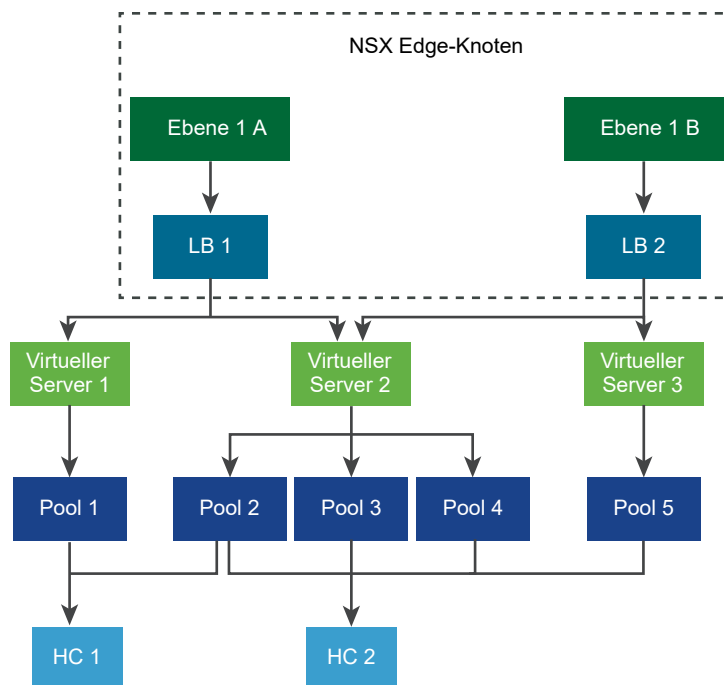 NSX Edge-Knoten
Ebene 1 A
Ebene 1 B
LB 1
LB 2
Virtueller
Server 1
Virtueller
Server 2
Virtueller
Server 3
Pool 1
Pool 2
Pool 3
Pool 4
Pool 5
HC 1
HC 2